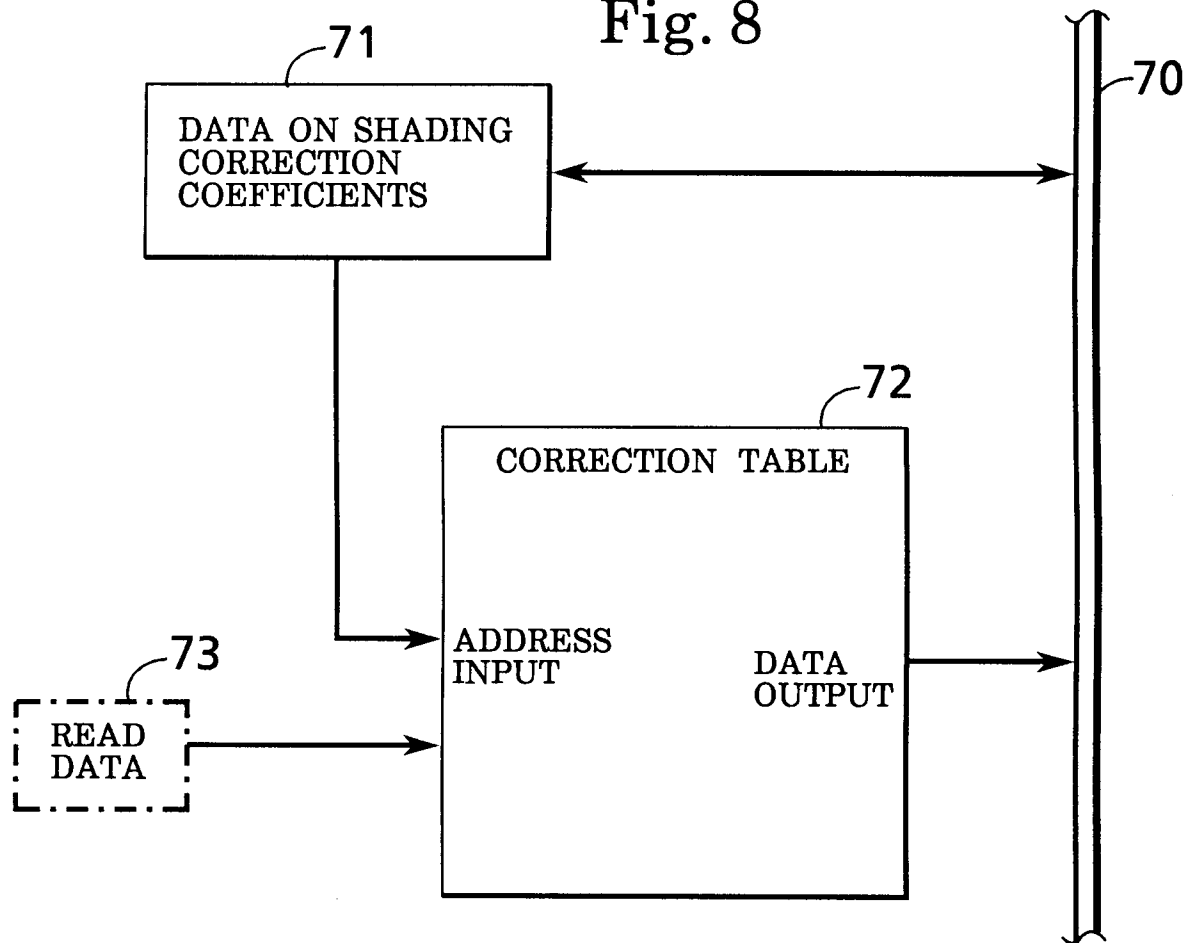 Fig. 8
71
70
DATA ON SHADING
CORRECTION
COEFFICIENTS
72
CORRECTION TABLE
ADDRESS
INPUT
DATA
OUTPUT
73
READ
DATA